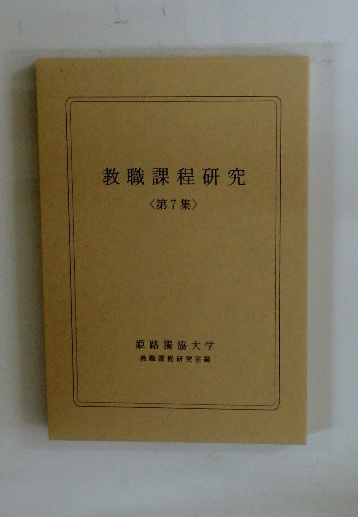 教職課程研究
〈第7集〉
姫路獨協大学
教職課程研究室編